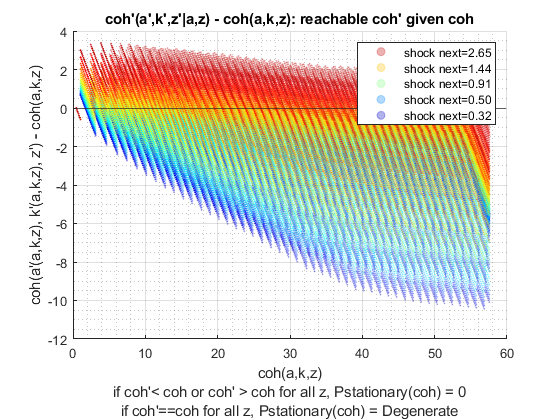 coh'(a',k',z'|a,z) - coh(a,k,z): reachable coh' given coh
coh(a'(a,k,z), k'(a,k,z), z') - coh(a,k,z)
4
2
0
-2
-4
-6
-8
-10
-12
shock next=2.65
shock next=1.44
shock next=0.91
shock next=0.50
shock next=0.32
0
10
20
30
40
50
60
coh(a,k,z)
if coh'< coh or coh' > coh for all z, Pstationary(coh) = 0
if coh'==coh for all z, Pstationary(coh) = Degenerate